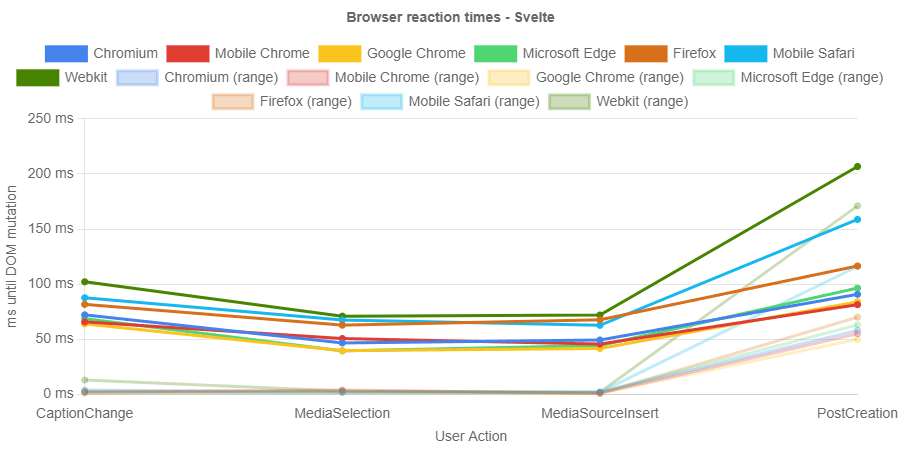 Browser reaction times - Svelte
Chromium Mobile Chrome Google Chrome Microsoft Edge Firefox Mobile Safari
Webkit Chromium (range) Mobile Chrome (range) Google Chrome (range) Microsoft Edge (range)
Firefox (range) Mobile Safari (range) Webkit (range)
250 ms
200 ms
150 ms
100 ms
50 ms
0 ms
ms until DOM mutation
CaptionChange MediaSelection MediaSourceInsert PostCreation
User Action